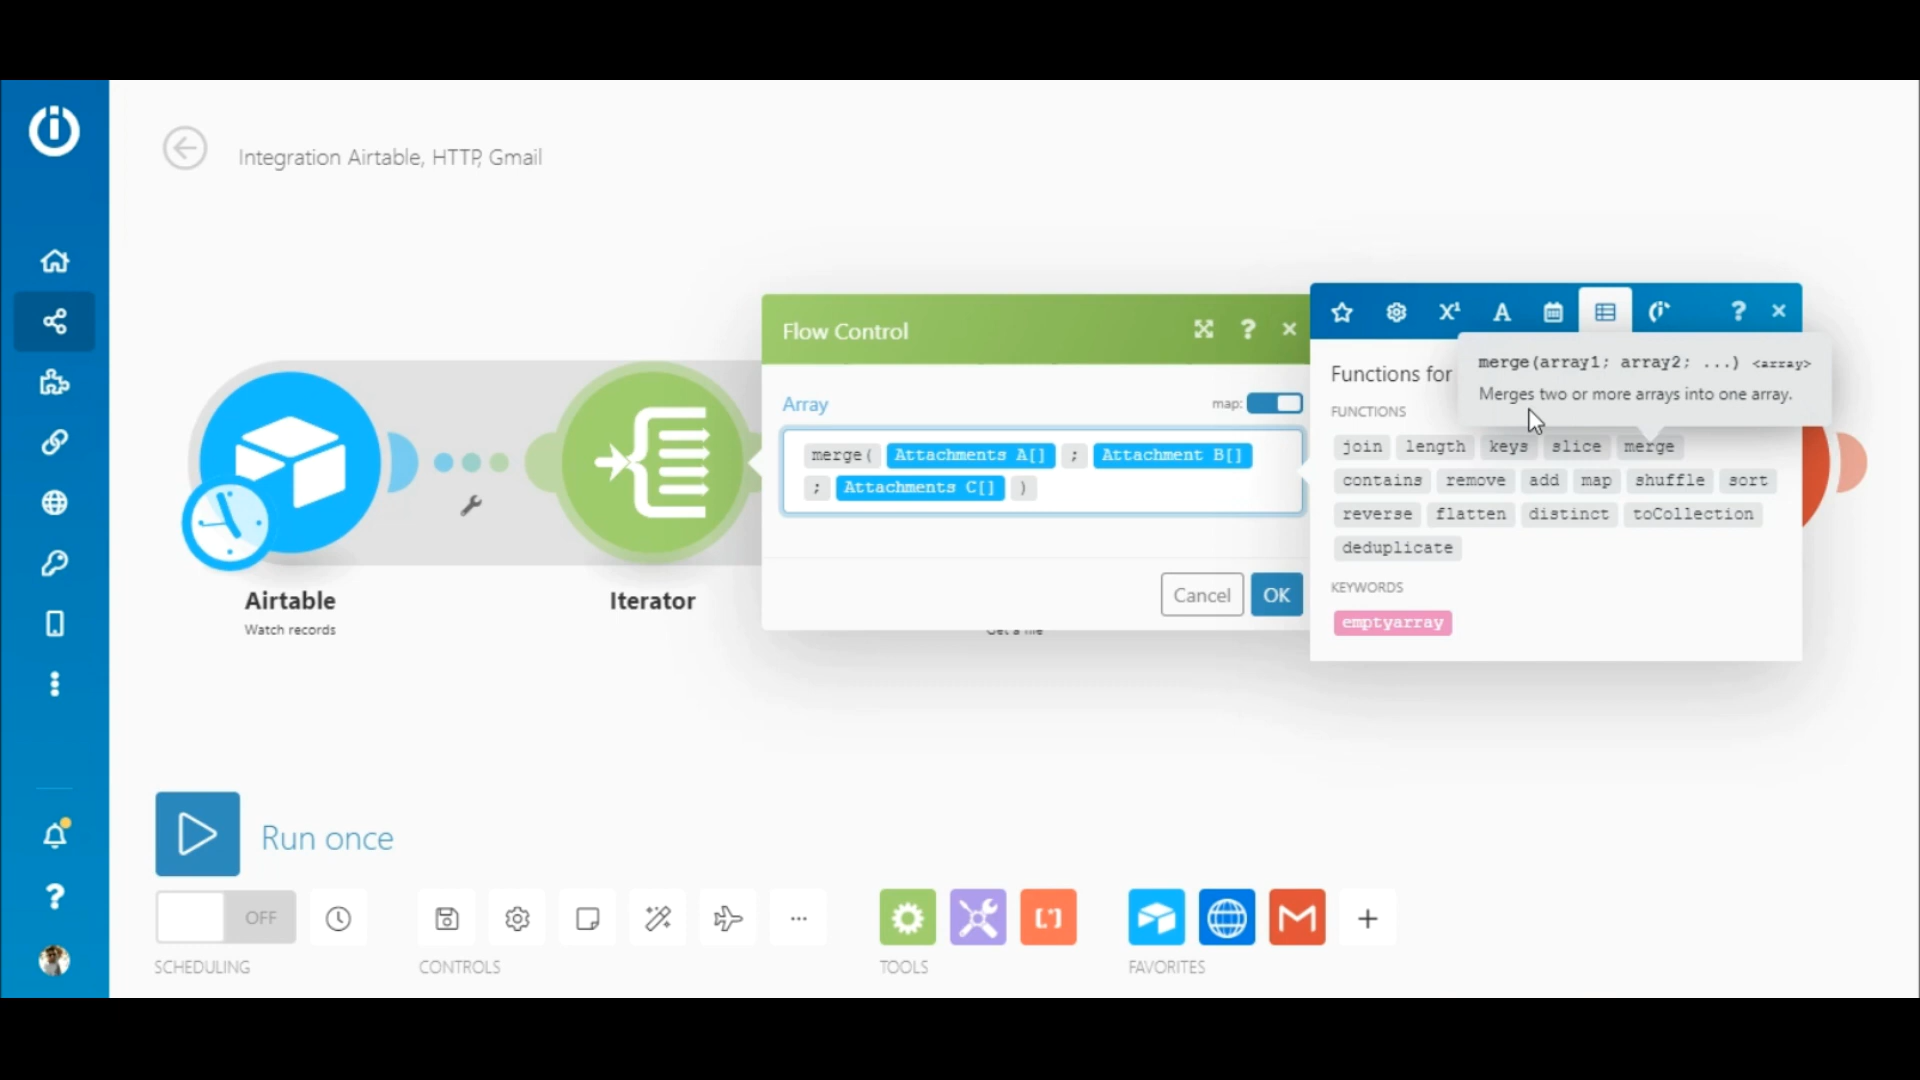 Integration Airtable, HTTP, Gmail
Airtable
Watch records
Iterator
Flow Control
?
Array
map:
merge( Attachments A[] ; Attachment B[]
; Attachments C[] )
Cancel
OK
X¹
A
?
Functions for
merge(array1; array2; ...) <array>
Merges two or more arrays into one array.
FUNCTIONS
join length keys slice merge
contains remove add map shuffle sort
reverse flatten distinct toCollection
deduplicate
KEYWORDS
emptyarray
Run once
OFF
SCHEDULING
CONTROLS
TOOLS
FAVORITES